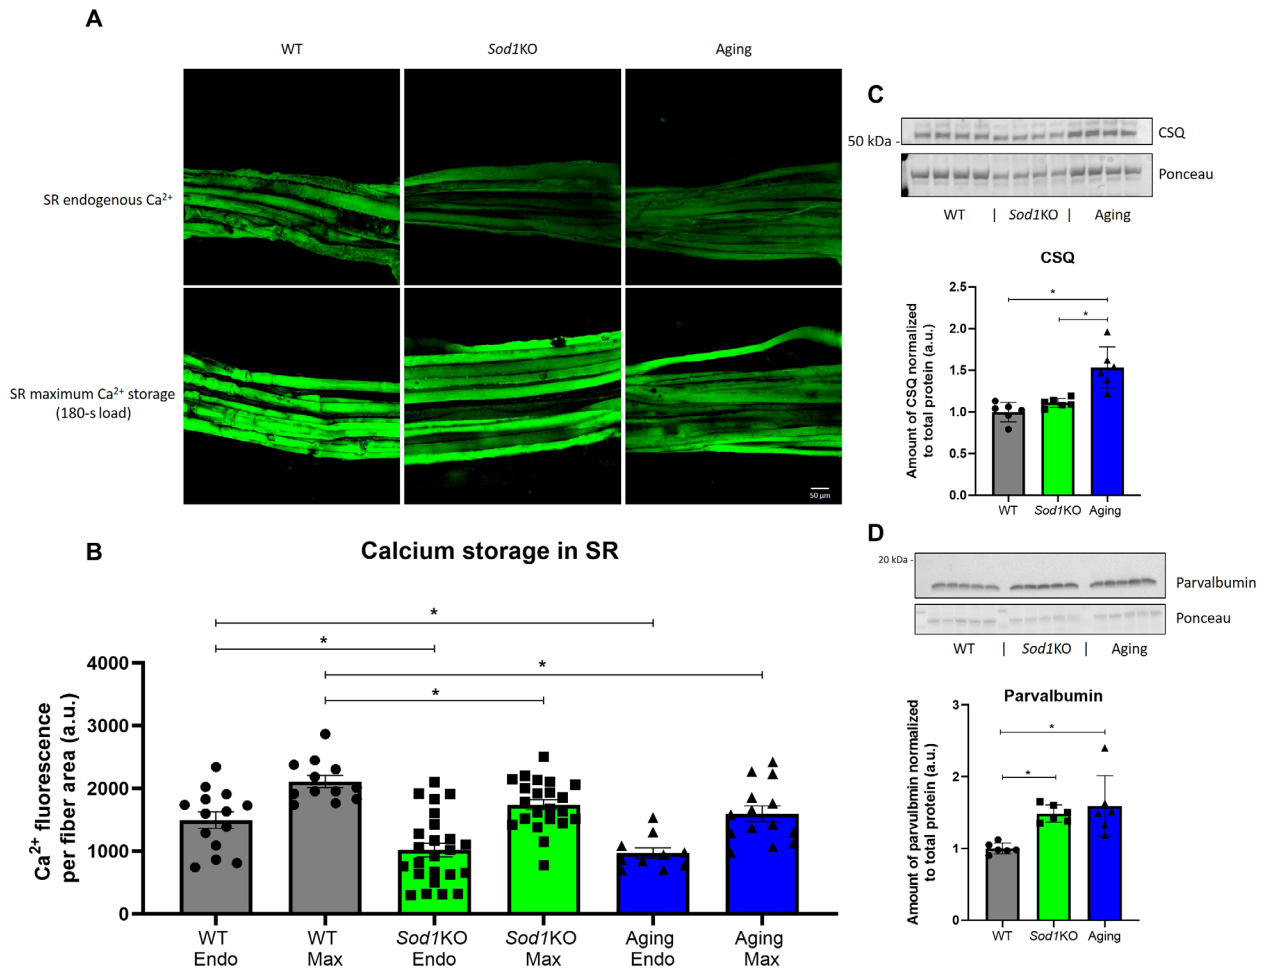 A
WT
Sod1KO
Aging
SR endogenous Ca²⁺
SR maximum Ca²⁺ storage
(180-s load)
50 µm
B
Calcium storage in SR
*
*
*
*
Ca²⁺ fluorescence
per fiber area (a.u.)
4000
3000
2000
1000
0
WT
Endo
WT
Max
Sod1KO
Endo
Sod1KO
Max
Aging
Endo
Aging
Max
C
50 kDa -
CSQ
Ponceau
WT | Sod1KO | Aging
CSQ
*
*
Amount of CSQ normalized
to total protein (a.u.)
2.5
2.0
1.5
1.0
0.5
0.0
WT
Sod1KO
Aging
D
20 kDa -
Parvalbumin
Ponceau
WT | Sod1KO | Aging
Parvalbumin
*
*
Amount of parvulbmin normalized
to total protein (a.u.)
3
2
1
0
WT
Sod1KO
Aging